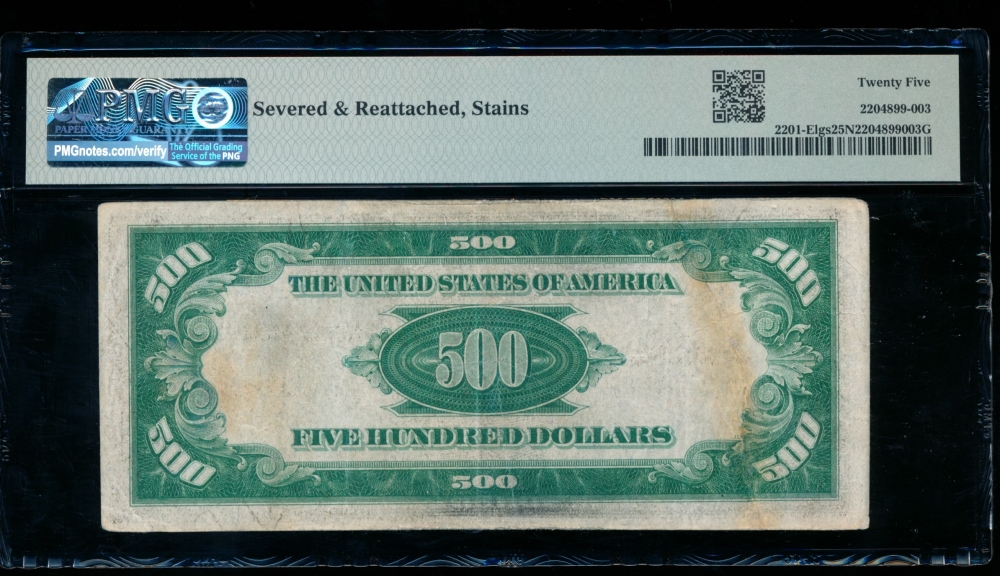 PMG
PAPER MONEY GUARANTY
PMGnotes.com/verify
The Official Grading
Service of the PNG
Severed & Reattached, Stains
Twenty Five
2204899-003
2201-Elgs25N2204899003G
500
500
500
THE UNITED STATES OF AMERICA
500
FIVE HUNDRED DOLLARS
500
500
500